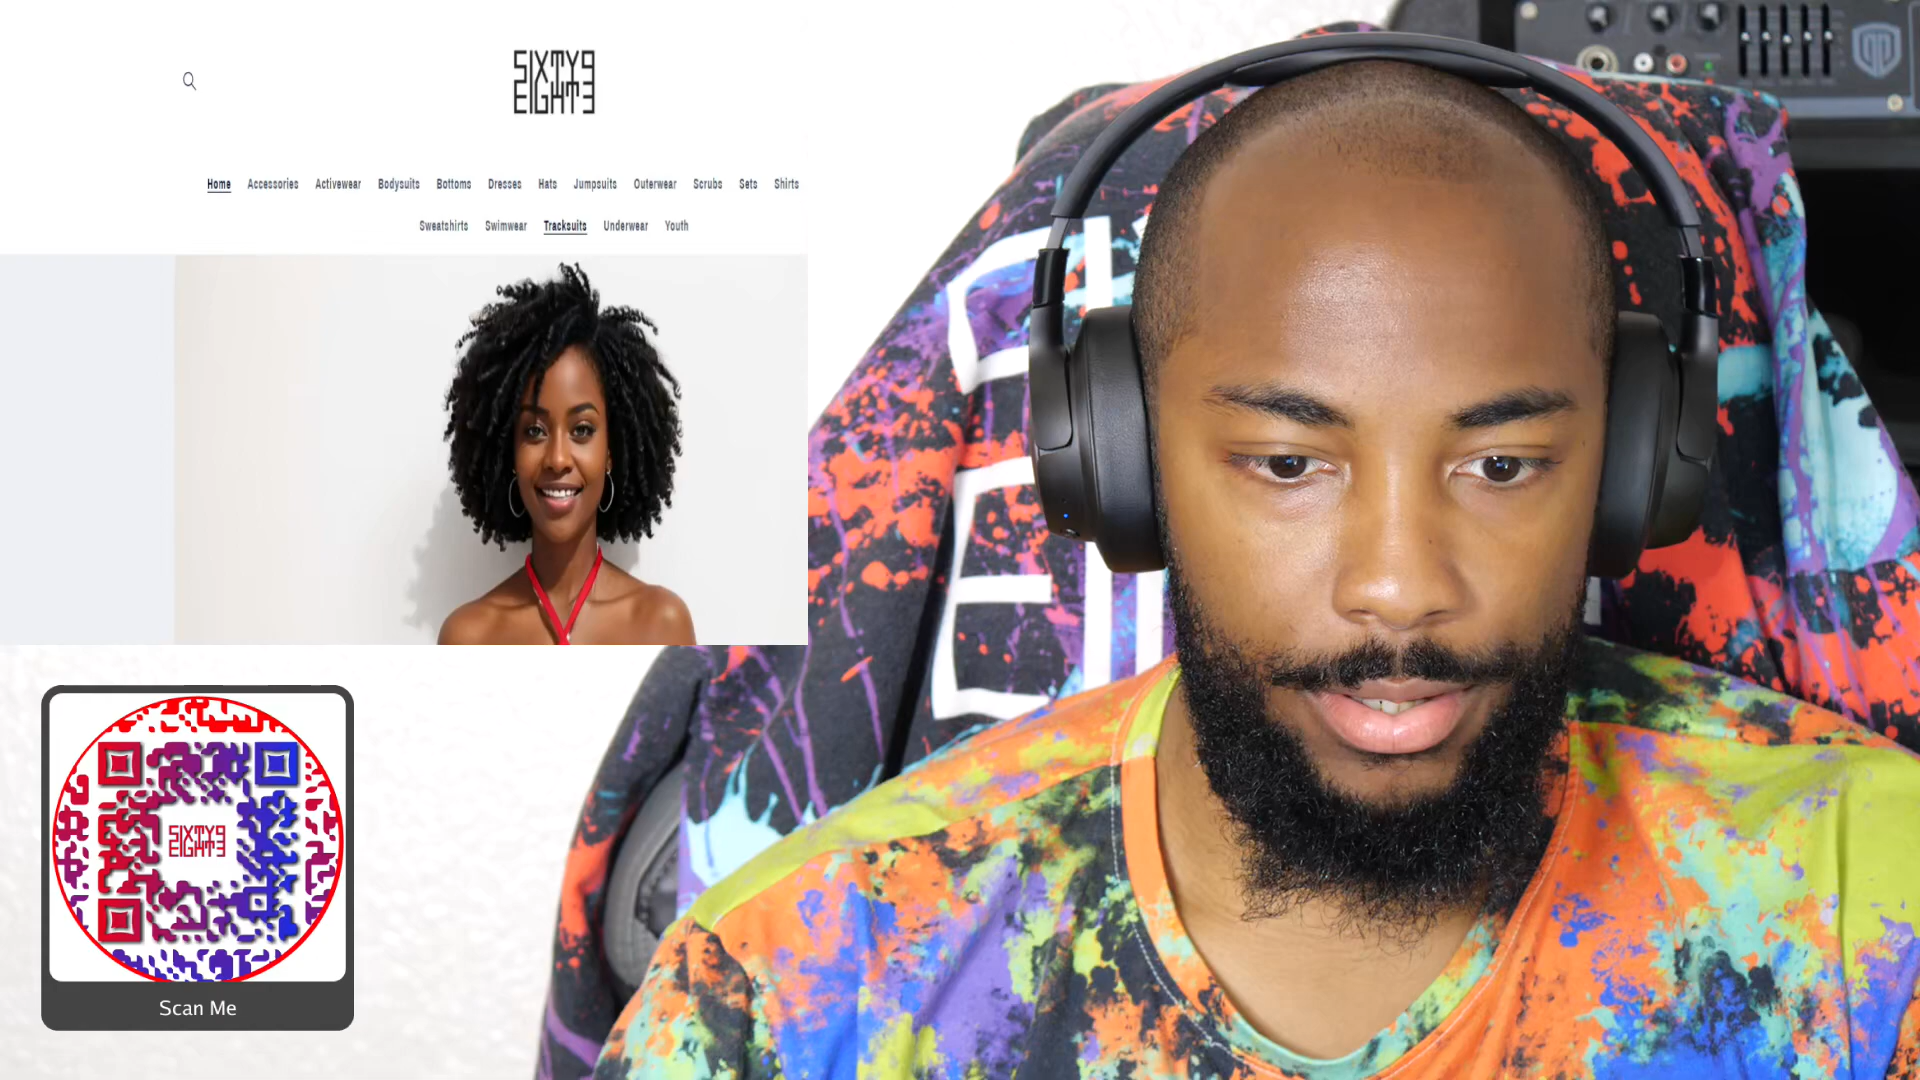 SIXTY9
EIGHT3
Home Accessories Activewear Bodysuits Bottoms Dresses Hats Jumpsuits Outerwear Scrubs Sets Shirts
Sweatshirts Swimwear Tracksuits Underwear Youth
SIXTY9
EIGHT3
Scan Me